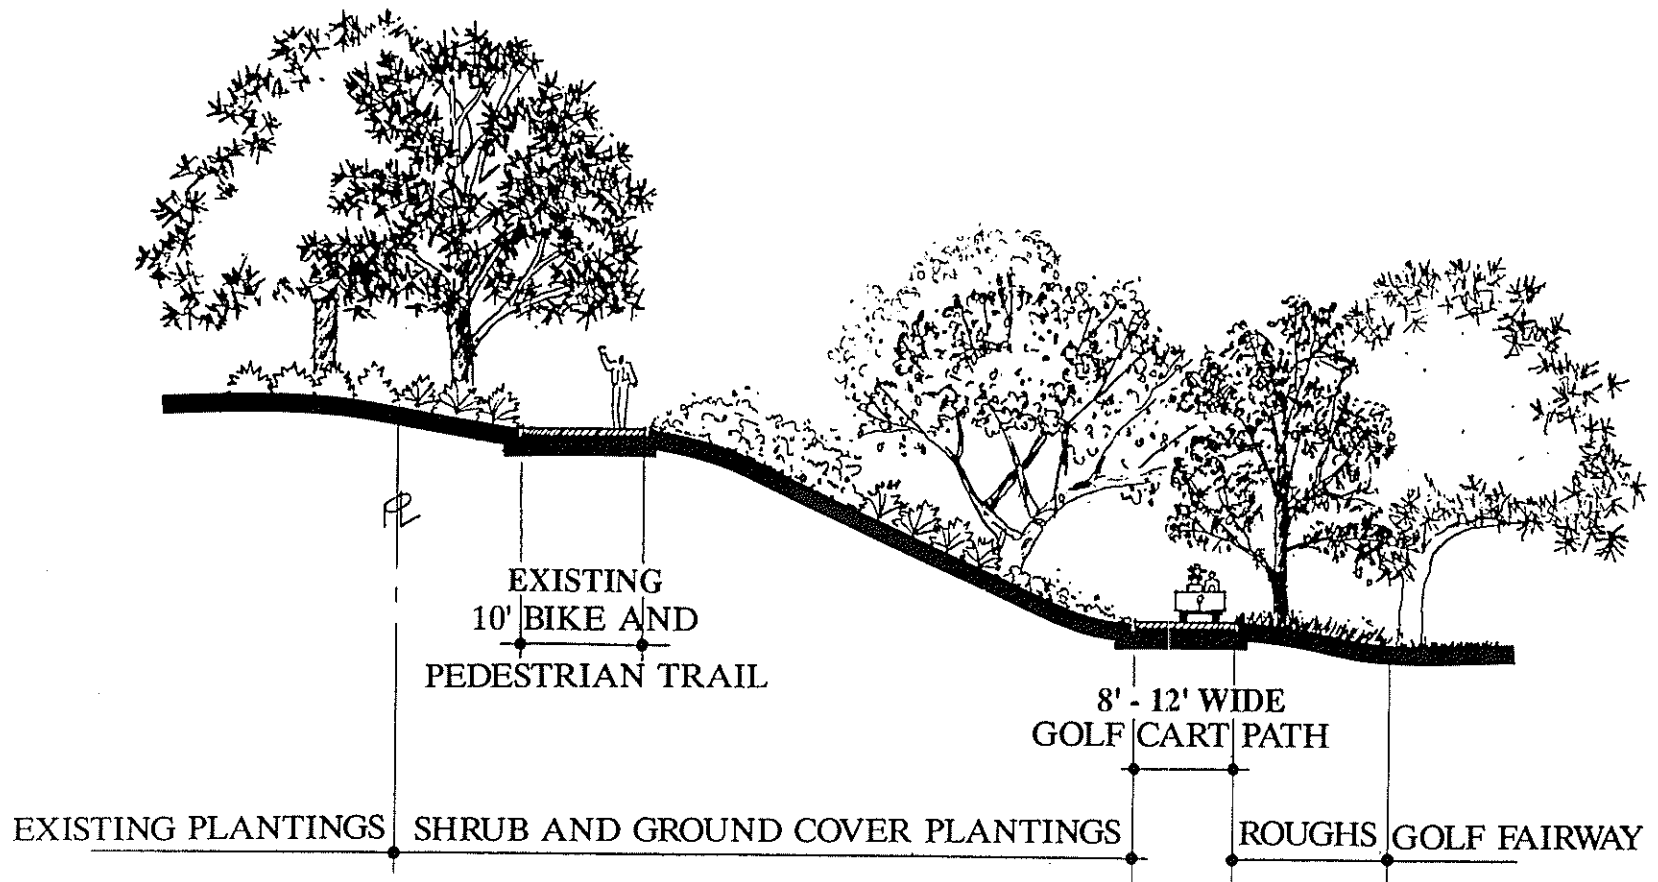 PL
EXISTING
10' BIKE AND
PEDESTRIAN TRAIL
8' - 12' WIDE
GOLF CART PATH
EXISTING PLANTINGS SHRUB AND GROUND COVER PLANTINGS ROUGHS GOLF FAIRWAY